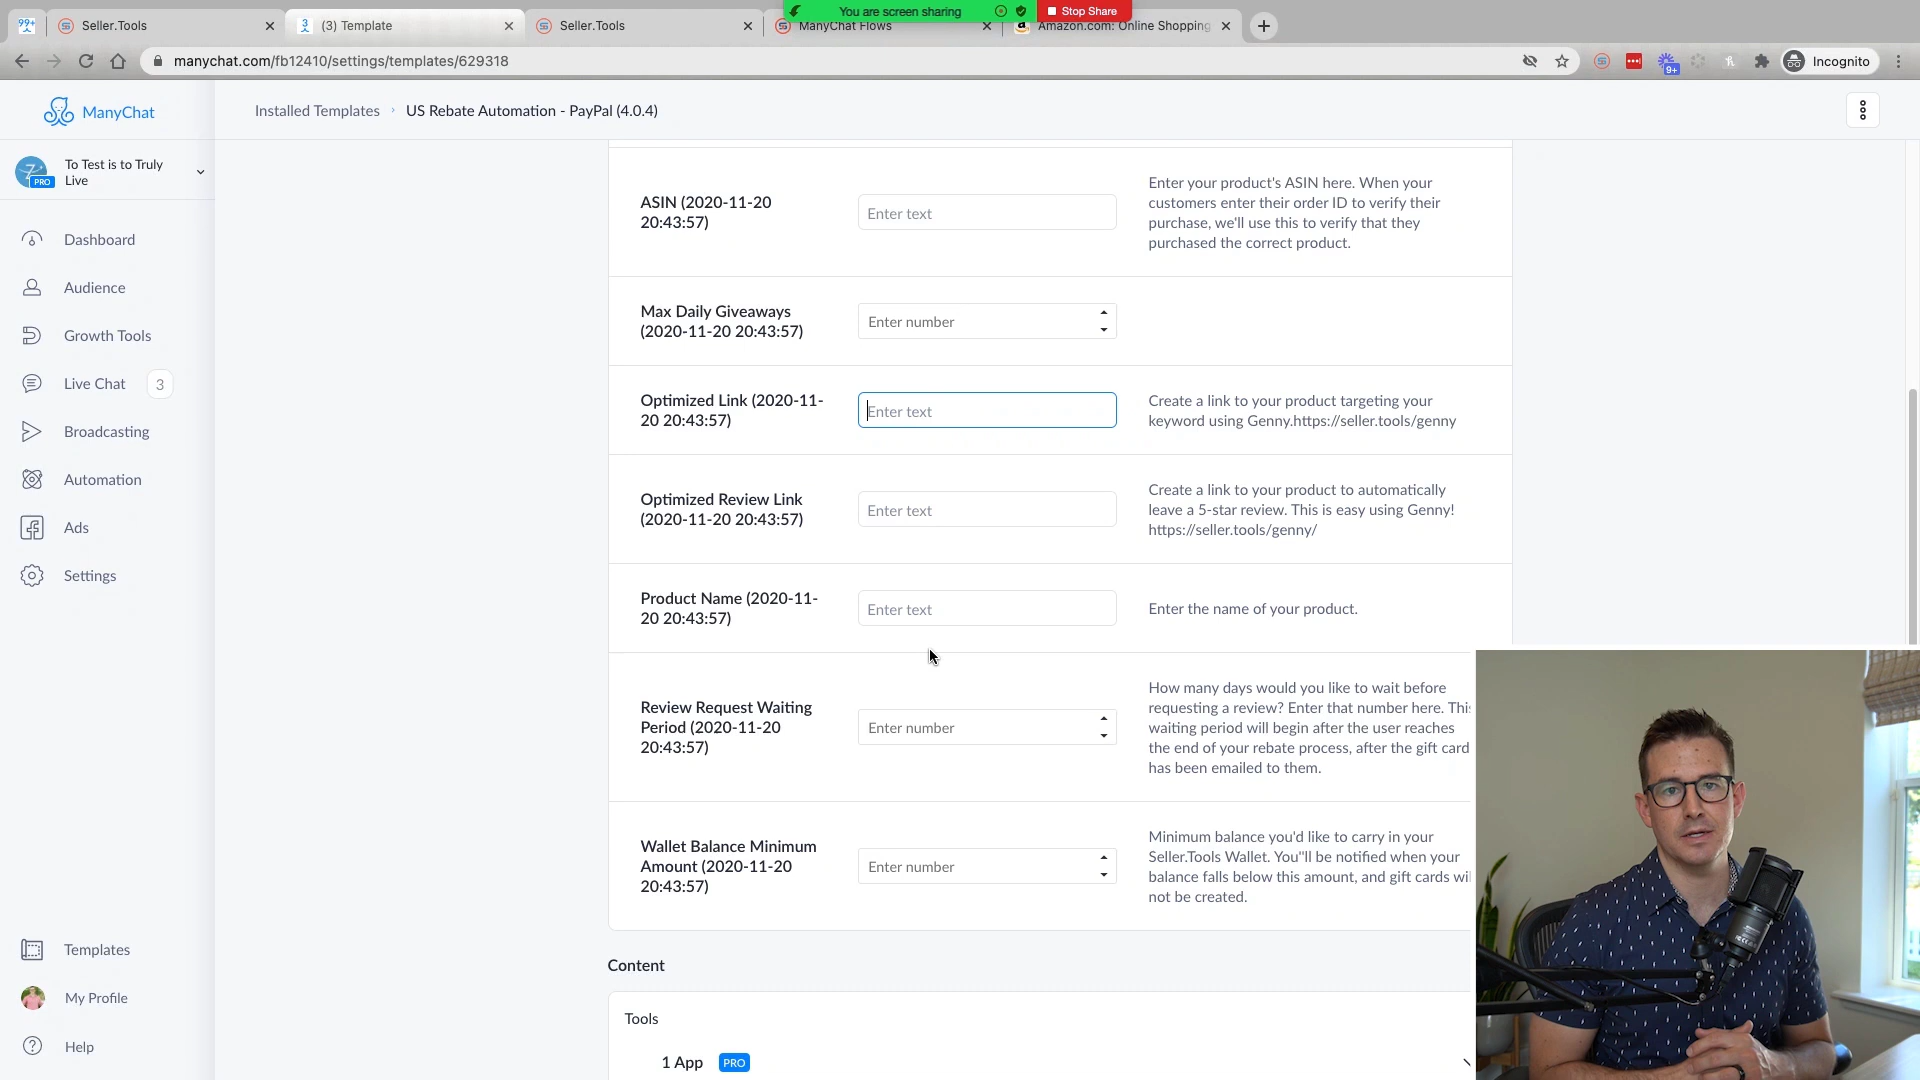 99+
Seller.Tools
3
(3) Template
Seller.Tools
ManyChat Flows
Amazon.com: Online Shopping
You are screen sharing
Stop Share
manychat.com/fb12410/settings/templates/629318
9+
Incognito
ManyChat
Installed Templates › US Rebate Automation - PayPal (4.0.4)
To Test is to Truly
Live
PRO
Dashboard
Audience
Growth Tools
Live Chat
3
Broadcasting
Automation
Ads
Settings
Templates
My Profile
Help
ASIN (2020-11-20
20:43:57)
Enter text
Enter your product's ASIN here. When your
customers enter their order ID to verify their
purchase, we'll use this to verify that they
purchased the correct product.
Max Daily Giveaways
(2020-11-20 20:43:57)
Enter number
Optimized Link (2020-11-
20 20:43:57)
Enter text
Create a link to your product targeting your
keyword using Genny.https://seller.tools/genny
Optimized Review Link
(2020-11-20 20:43:57)
Enter text
Create a link to your product to automatically
leave a 5-star review. This is easy using Genny!
https://seller.tools/genny/
Product Name (2020-11-
20 20:43:57)
Enter text
Enter the name of your product.
Review Request Waiting
Period (2020-11-20
20:43:57)
Enter number
How many days would you like to wait before
requesting a review? Enter that number here. This
waiting period will begin after the user reaches
the end of your rebate process, after the gift card
has been emailed to them.
Wallet Balance Minimum
Amount (2020-11-20
20:43:57)
Enter number
Minimum balance you'd like to carry in your
Seller.Tools Wallet. You"ll be notified when your
balance falls below this amount, and gift cards wi
not be created.
Content
Tools
1 App PRO